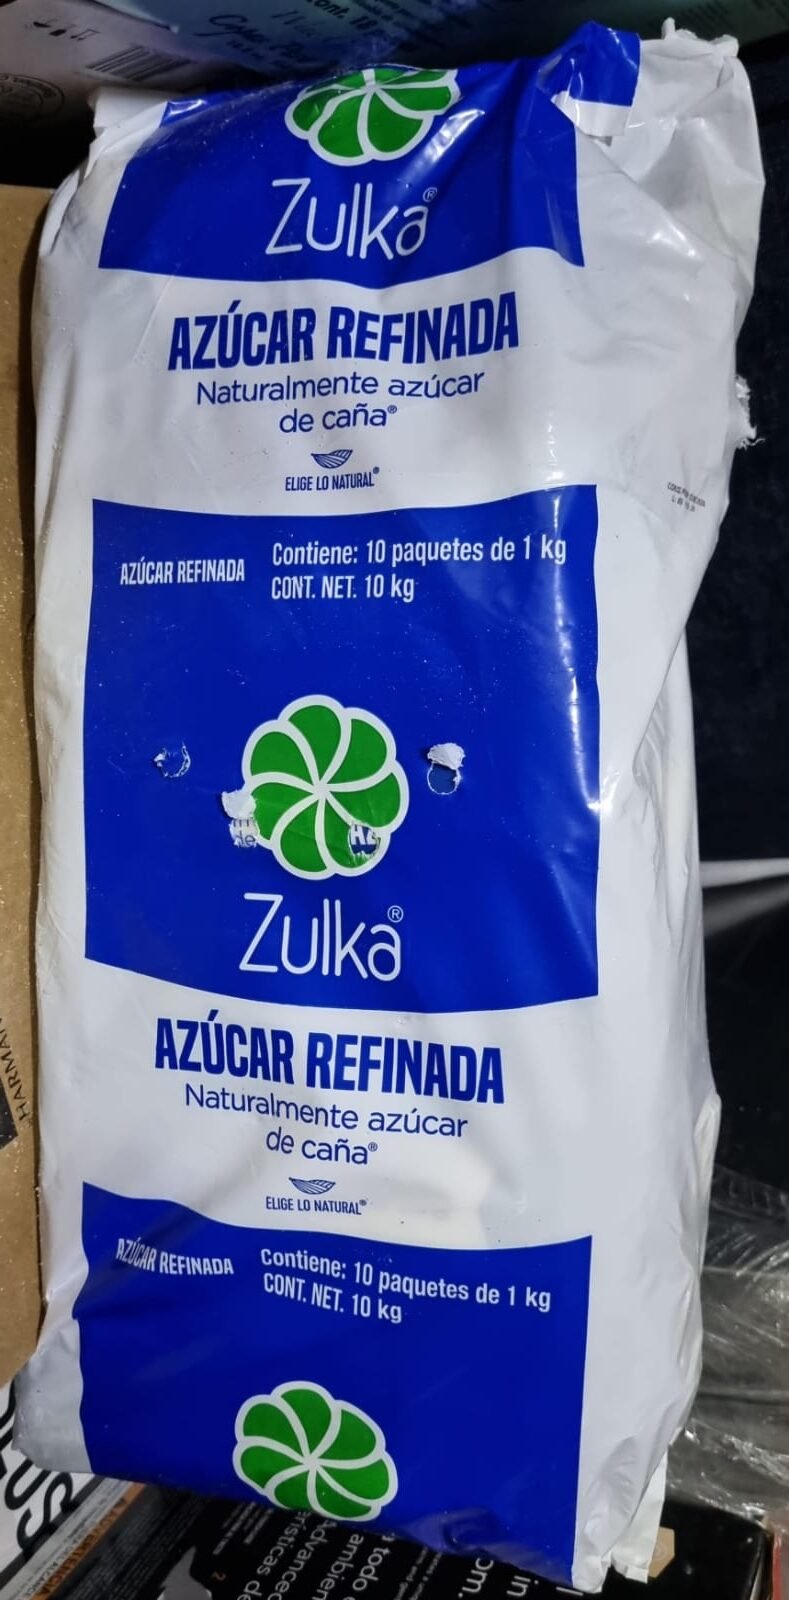 Zulka®
AZÚCAR REFINADA
Naturalmente azúcar
de caña®
ELIGE LO NATURAL®
AZÚCAR REFINADA
Contiene: 10 paquetes de 1 kg
CONT. NET. 10 kg
Zulka®
AZÚCAR REFINADA
Naturalmente azúcar
de caña®
ELIGE LO NATURAL®
AZÚCAR REFINADA
Contiene: 10 paquetes de 1 kg
CONT. NET. 10 kg
HARMAN
ADVERTENCIA